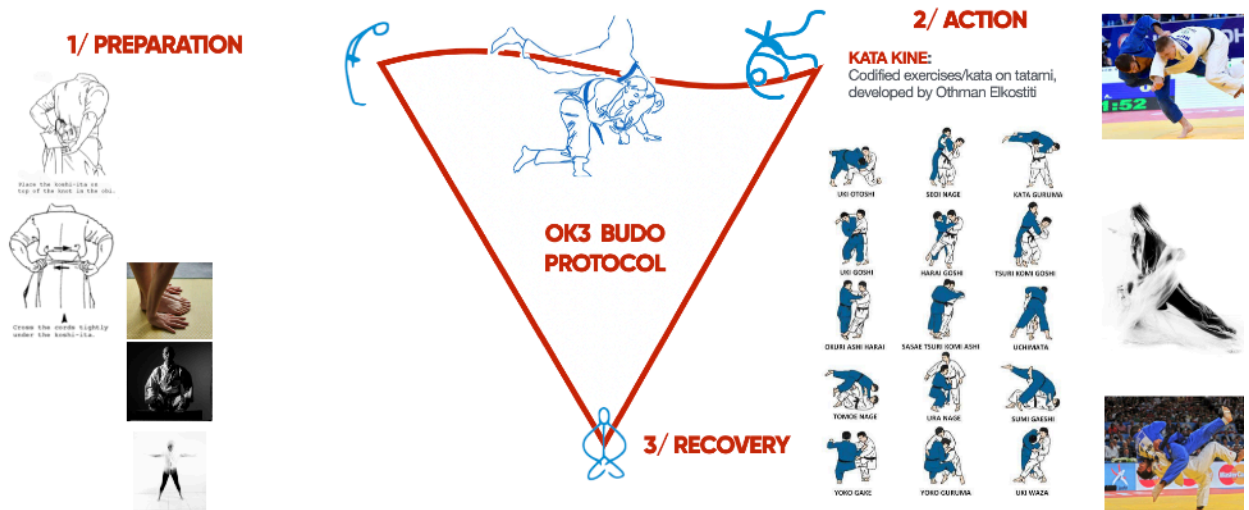 1/ PREPARATION
Place the koshi-ita on
top of the knot in the obi.
Cross the cords tightly
under the koshi-ita.
OK3 BUDO
PROTOCOL
3/ RECOVERY
2/ ACTION
KATA KINE:
Codified exercises/kata on tatami,
developed by Othman Elkostiti
UKI OTOSHI
SEOI NAGE
KATA GURUMA
UKI GOSHI
HARAI GOSHI
TSURI KOMI GOSHI
OKURI ASHI HARAI
SASAE TSURI KOMI ASHI
UCHIMATA
TOMOE NAGE
URA NAGE
SUMI GAESHI
YOKO GAKE
YOKO GURUMA
UKI WAZA
1:52